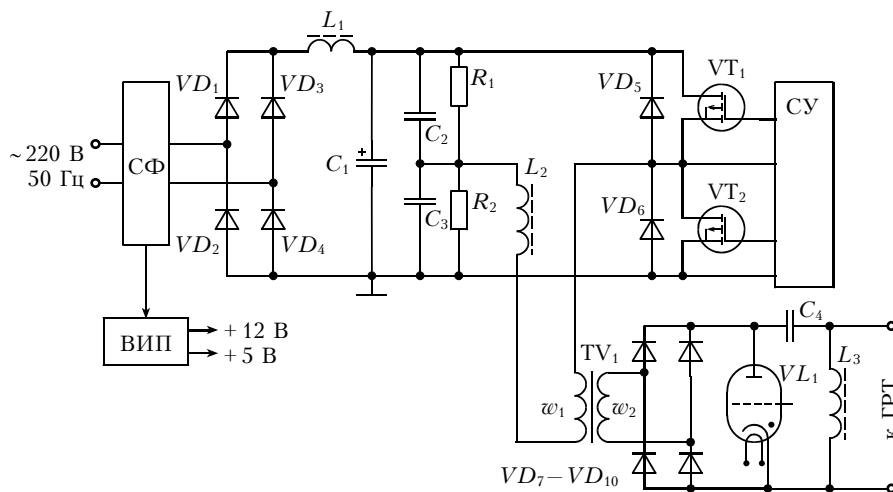 L₁
VD₁
VD₃
~220 В
50 Гц
СФ
VD₂
VD₄
ВИП
+12 В
+5 В
+
C₁
C₂
C₃
R₁
R₂
L₂
VD₅
VD₆
VT₁
VT₂
СУ
TV₁
w₁
w₂
VD₇−VD₁₀
C₄
VL₁
L₃
К ГРТ